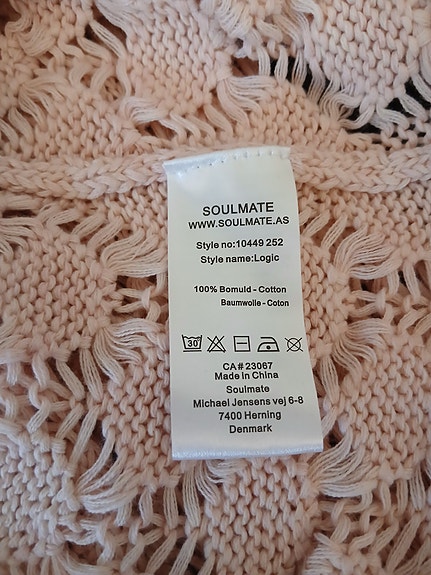 SOULMATE
WWW.SOULMATE.AS
Style no:10449 252
Style name:Logic
100% Bomuld - Cotton
Baumwolle - Coton
30°
CA# 23067
Made In China
Soulmate
Michael Jensens vej 6-8
7400 Herning
Denmark